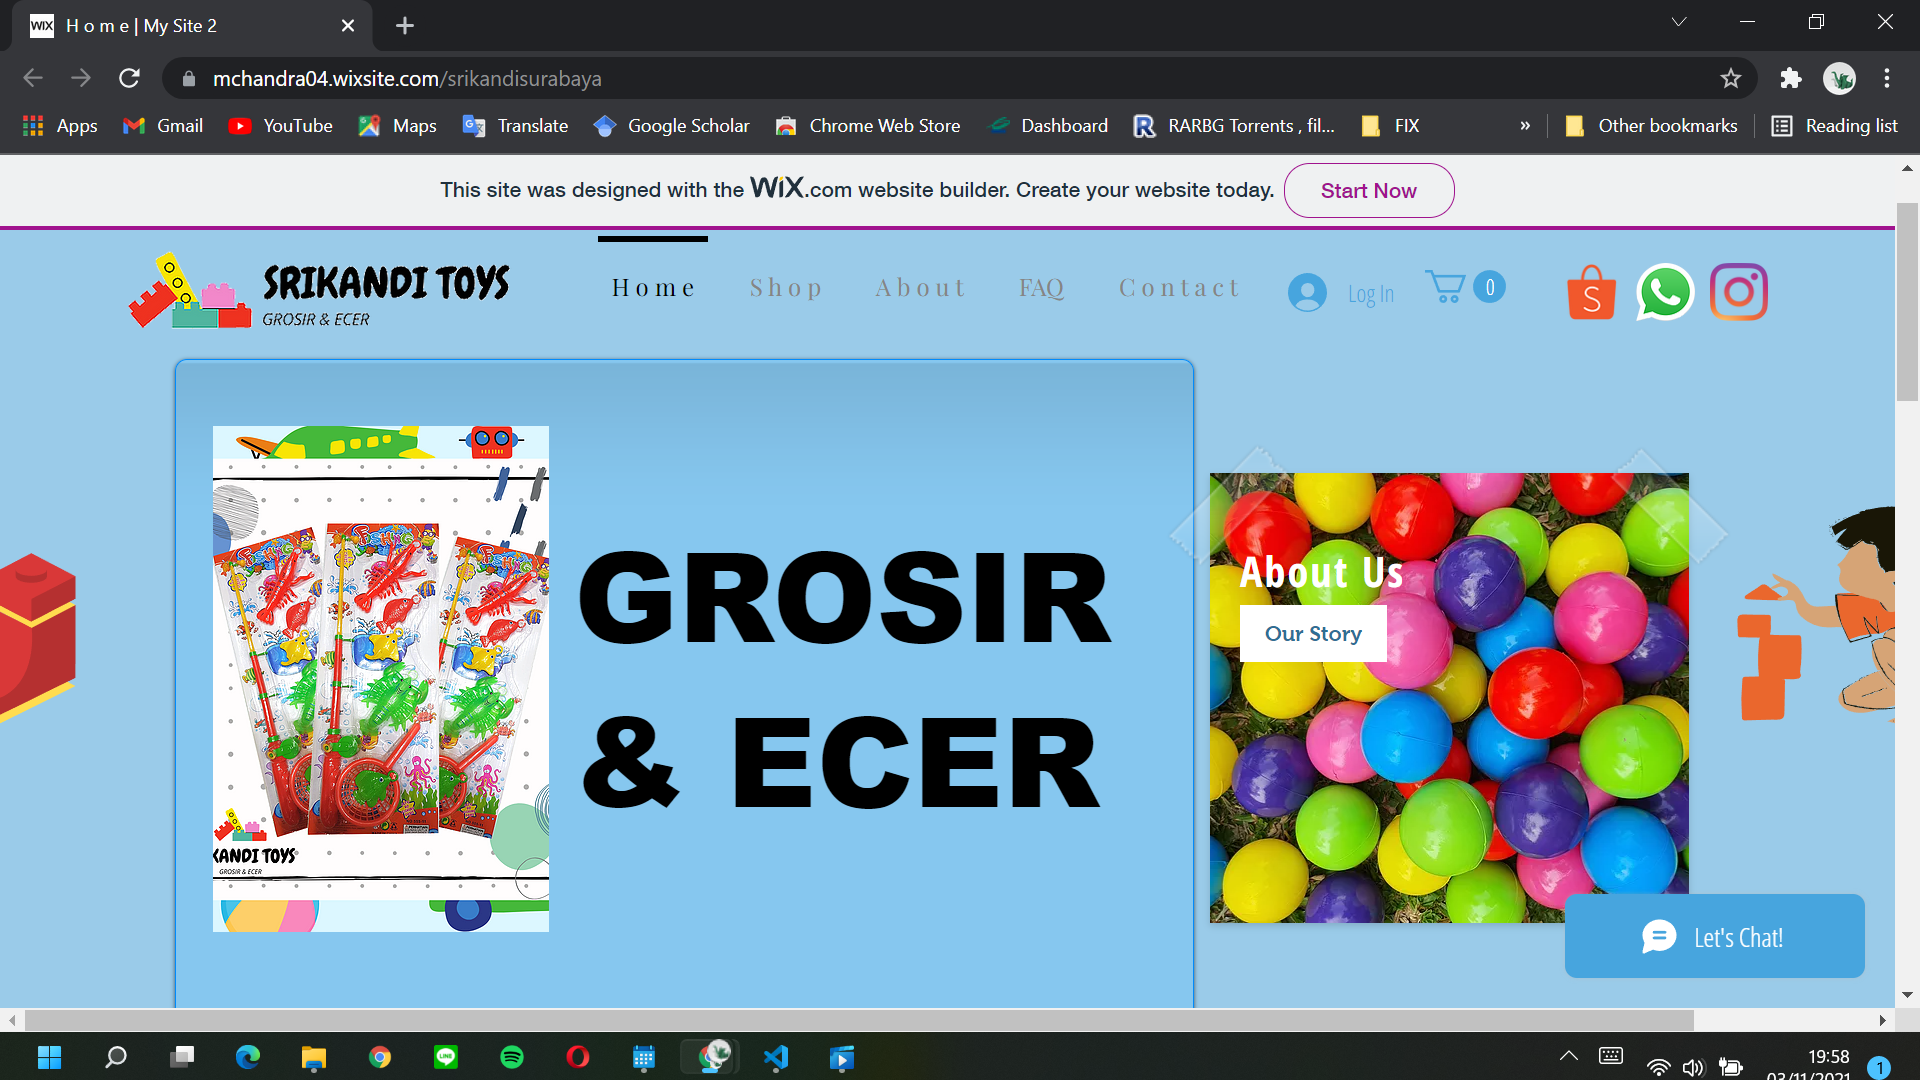 WIX H o m e | My Site 2
mchandra04.wixsite.com/srikandisurabaya
Apps Gmail YouTube Maps Translate Google Scholar Chrome Web Store Dashboard RARBG Torrents , fil... FIX » Other bookmarks Reading list
This site was designed with the WiX.com website builder. Create your website today. Start Now
SRIKANDI TOYS
GROSIR & ECER
Home Shop About FAQ Contact Log In 0
FISHING
KANDI TOYS
GROSIR & ECER
GROSIR
& ECER
About Us
Our Story
Let's Chat!
19:58
03/11/2021
1